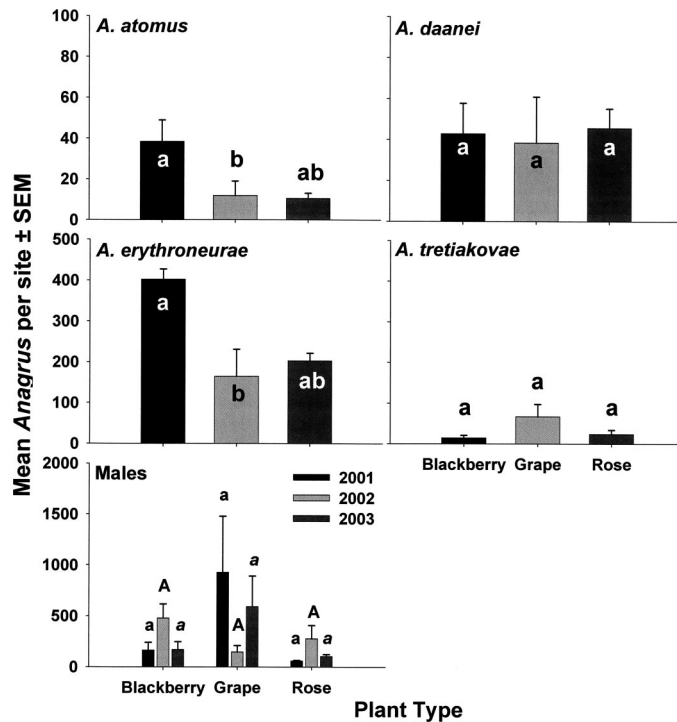 Mean Anagrus per site ± SEM
A. atomus
100
80
60
40
20
0
a
b
ab
A. daanei
a
a
a
A. erythroneurae
500
400
300
200
100
0
a
b
ab
A. tretiakovae
a
a
a
Blackberry Grape Rose
Males
2000
1500
1000
500
0
2001
2002
2003
a A a
a A a
a A a
Blackberry Grape Rose
Plant Type